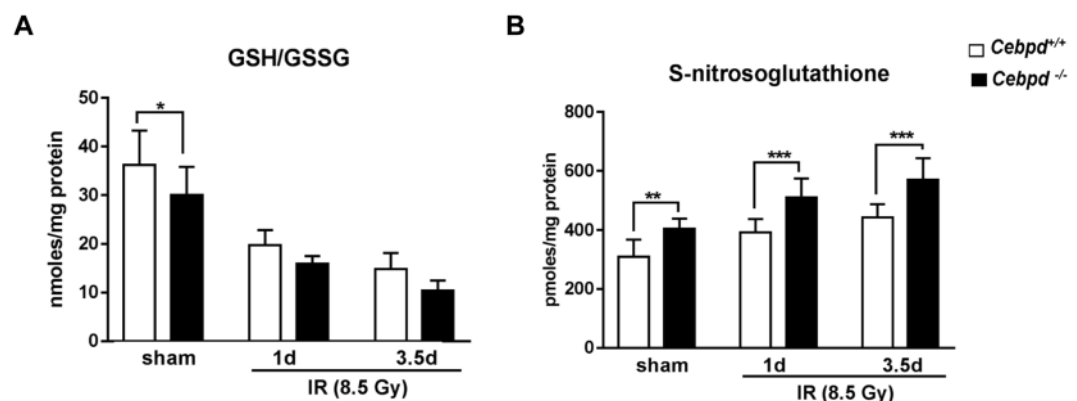 A
GSH/GSSG
nmoles/mg protein
50
40
30
20
10
0
*
sham
1d
3.5d
IR (8.5 Gy)
B
S-nitrosoglutathione
Cebpd+/+
Cebpd -/-
pmoles/mg protein
800
600
400
200
0
**
***
***
sham
1d
3.5d
IR (8.5 Gy)